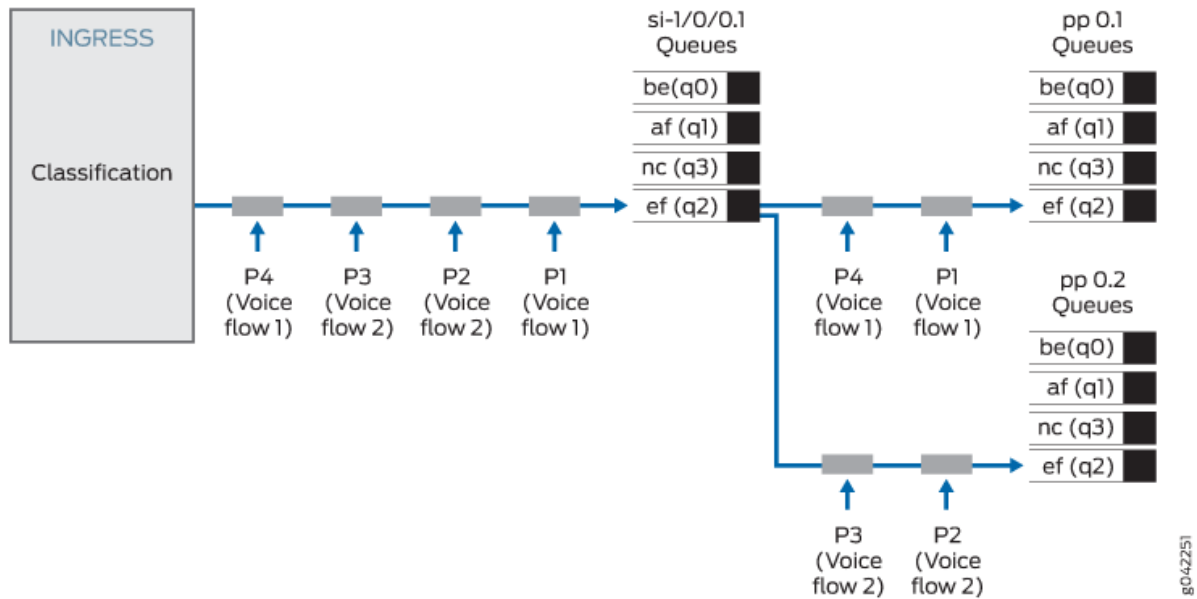 INGRESS
Classification
P4
(Voice
flow 1)
P3
(Voice
flow 2)
P2
(Voice
flow 2)
P1
(Voice
flow 1)
si-1/0/0.1
Queues
be(q0)
af (q1)
nc (q3)
ef (q2)
P4
(Voice
flow 1)
P1
(Voice
flow 1)
pp 0.1
Queues
be(q0)
af (q1)
nc (q3)
ef (q2)
P3
(Voice
flow 2)
P2
(Voice
flow 2)
pp 0.2
Queues
be(q0)
af (q1)
nc (q3)
ef (q2)
g042251